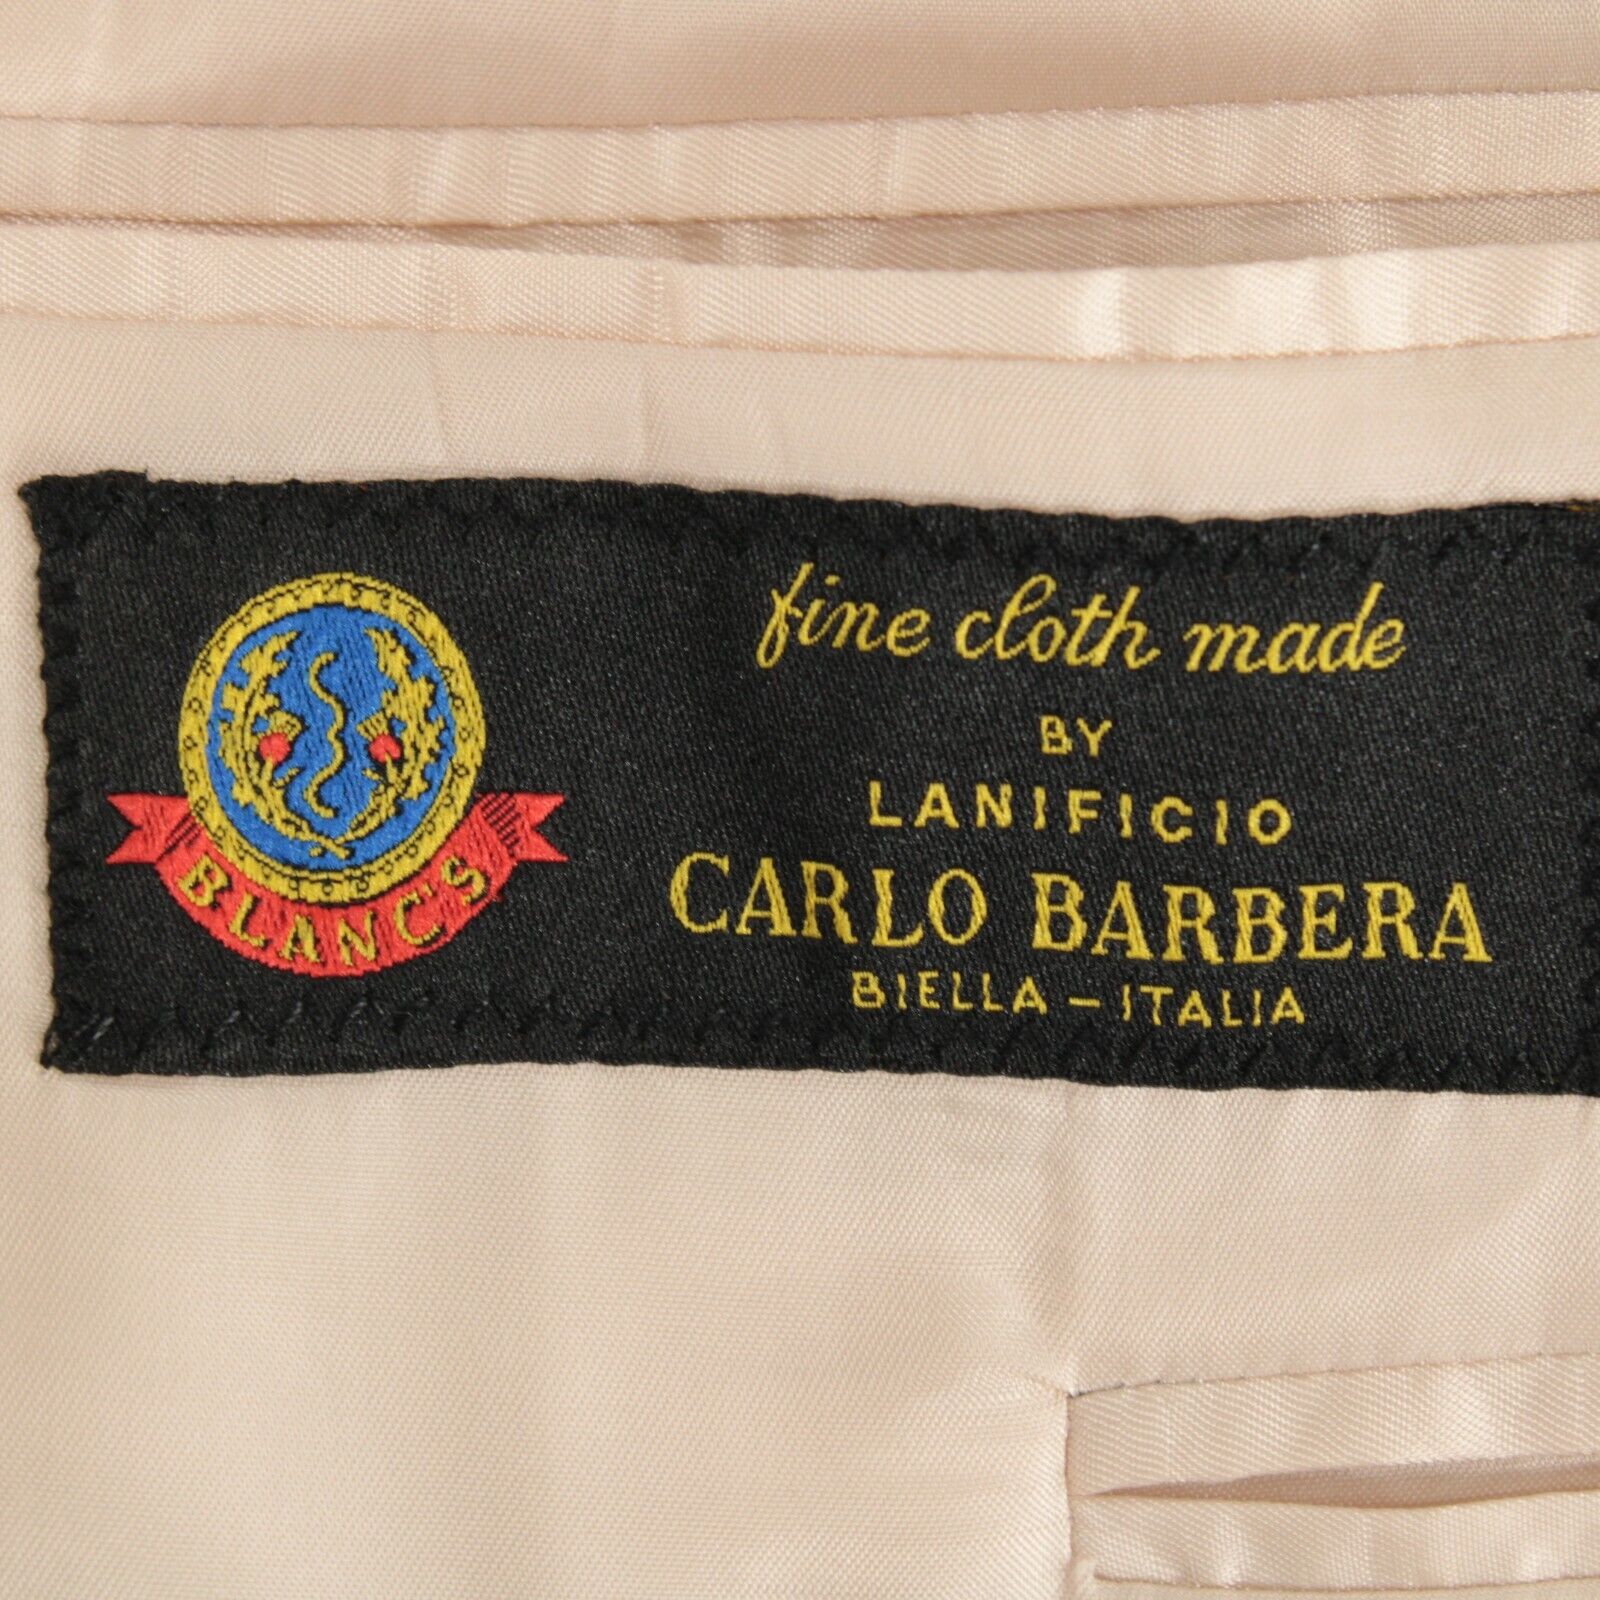 BLANC'S
fine cloth made
BY
LANIFICIO
CARLO BARBERA
BIELLA - ITALIA